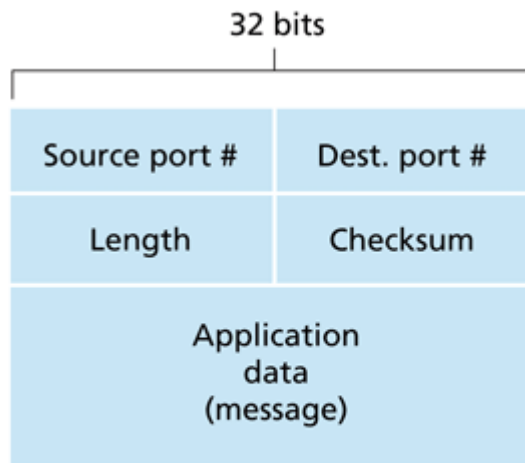 32 bits
Source port #
Dest. port #
Length
Checksum
Application
data
(message)